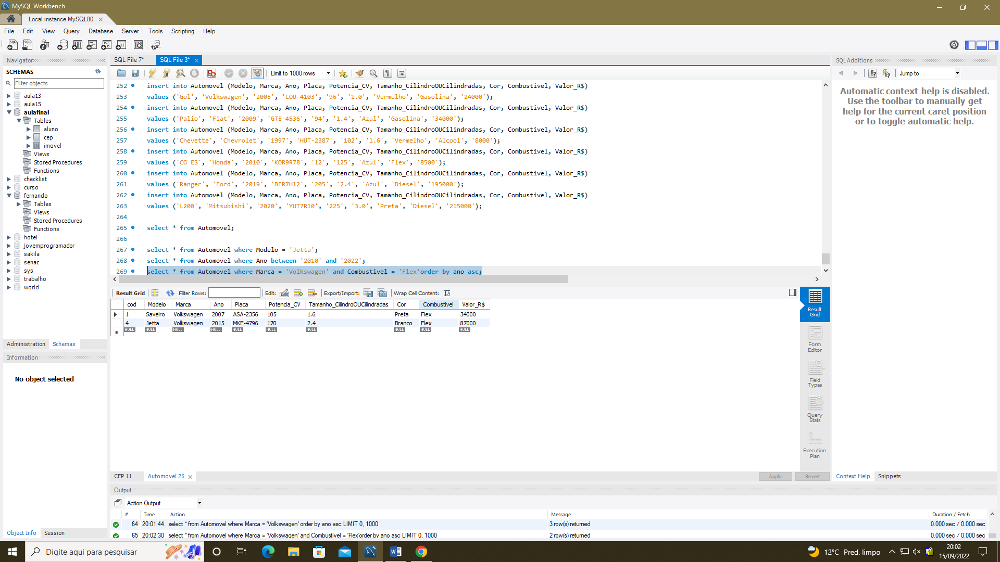 MySQL Workbench
Local instance MySQL80
File Edit View Query Database Server Tools Scripting Help
Navigator
SCHEMAS
Filter objects
aula13
aula15
aulafinal
Tables
aluno
cep
imovel
Views
Stored Procedures
Functions
checklist
curso
fernando
Tables
Views
Stored Procedures
Functions
hotel
jovemprogramador
sakila
senac
sys
trabalho
world
Administration Schemas
Information
No object selected
Object Info Session
SQL File 7* SQL File 3*
Limit to 1000 rows
252 insert into Automovel (Modelo, Marca, Ano, Placa, Potencia_CV, Tamanho_CilindroOUCilindradas, Cor, Combustivel, Valor_R$)
253 values ('Gol', 'Volkswagen', '2005', 'LOU-4103', '96', '1.0', 'Vermelho', 'Gasolina', '24000');
254 insert into Automovel (Modelo, Marca, Ano, Placa, Potencia_CV, Tamanho_CilindroOUCilindradas, Cor, Combustivel, Valor_R$)
255 values ('Palio', 'Fiat', '2009', 'GTE-4536', '94', '1.4', 'Azul', 'Gasolina', '34000');
256 insert into Automovel (Modelo, Marca, Ano, Placa, Potencia_CV, Tamanho_CilindroOUCilindradas, Cor, Combustivel, Valor_R$)
257 values ('Chevette', 'Chevrolet', '1997', 'HUT-2387', '102', '1.6', 'Vermelho', 'Alcool', '8000');
258 insert into Automovel (Modelo, Marca, Ano, Placa, Potencia_CV, Tamanho_CilindroOUCilindradas, Cor, Combustivel, Valor_R$)
259 values ('CG ES', 'Honda', '2010', 'KOR9R78', '12', '125', 'Azul', 'Flex', '8500');
260 insert into Automovel (Modelo, Marca, Ano, Placa, Potencia_CV, Tamanho_CilindroOUCilindradas, Cor, Combustivel, Valor_R$)
261 values ('Ranger', 'Ford', '2019', 'BER7H12', '205', '2.4', 'Azul', 'Diesel', '195000');
262 insert into Automovel (Modelo, Marca, Ano, Placa, Potencia_CV, Tamanho_CilindroOUCilindradas, Cor, Combustivel, Valor_R$)
263 values ('L200', 'Mitsubishi', '2020', 'YUT7R10', '225', '3.0', 'Preta', 'Diesel', '215000');
264
265 select * from Automovel;
266
267 select * from Automovel where Modelo = 'Jetta';
268 select * from Automovel where Ano between '2010' and '2022';
269 select * from Automovel where Marca = 'Volkswagen' and Combustivel = 'Flex'order by ano asc;
Result Grid Filter Rows: Edit: Export/Import: Wrap Cell Content:
cod Modelo Marca Ano Placa Potencia_CV Tamanho_CilindroOUCilindradas Cor Combustivel Valor_R$
1 Saveiro Volkswagen 2007 ASA-2356 105 1.6 Preta Flex 34000
4 Jetta Volkswagen 2015 MKE-4796 170 2.4 Branco Flex 87000
NULL NULL NULL NULL NULL NULL NULL NULL NULL NULL
Result Grid
Form Editor
Field Types
Query Stats
Execution Plan
CEP 11 Automovel 26
Apply Revert
Output
Action Output
# Time Action Message Duration / Fetch
64 20:01:44 select * from Automovel where Marca = 'Volkswagen' order by ano asc LIMIT 0, 1000 3 row(s) returned 0.000 sec / 0.000 sec
65 20:02:30 select * from Automovel where Marca = 'Volkswagen' and Combustivel = 'Flex'order by ano asc LIMIT 0, 1000 2 row(s) returned 0.000 sec / 0.000 sec
SQLAdditions
Jump to
Automatic context help is disabled.
Use the toolbar to manually get
help for the current caret position
or to toggle automatic help.
Context Help Snippets
Digite aqui para pesquisar
12°C Pred. limpo
20:02
15/09/2022